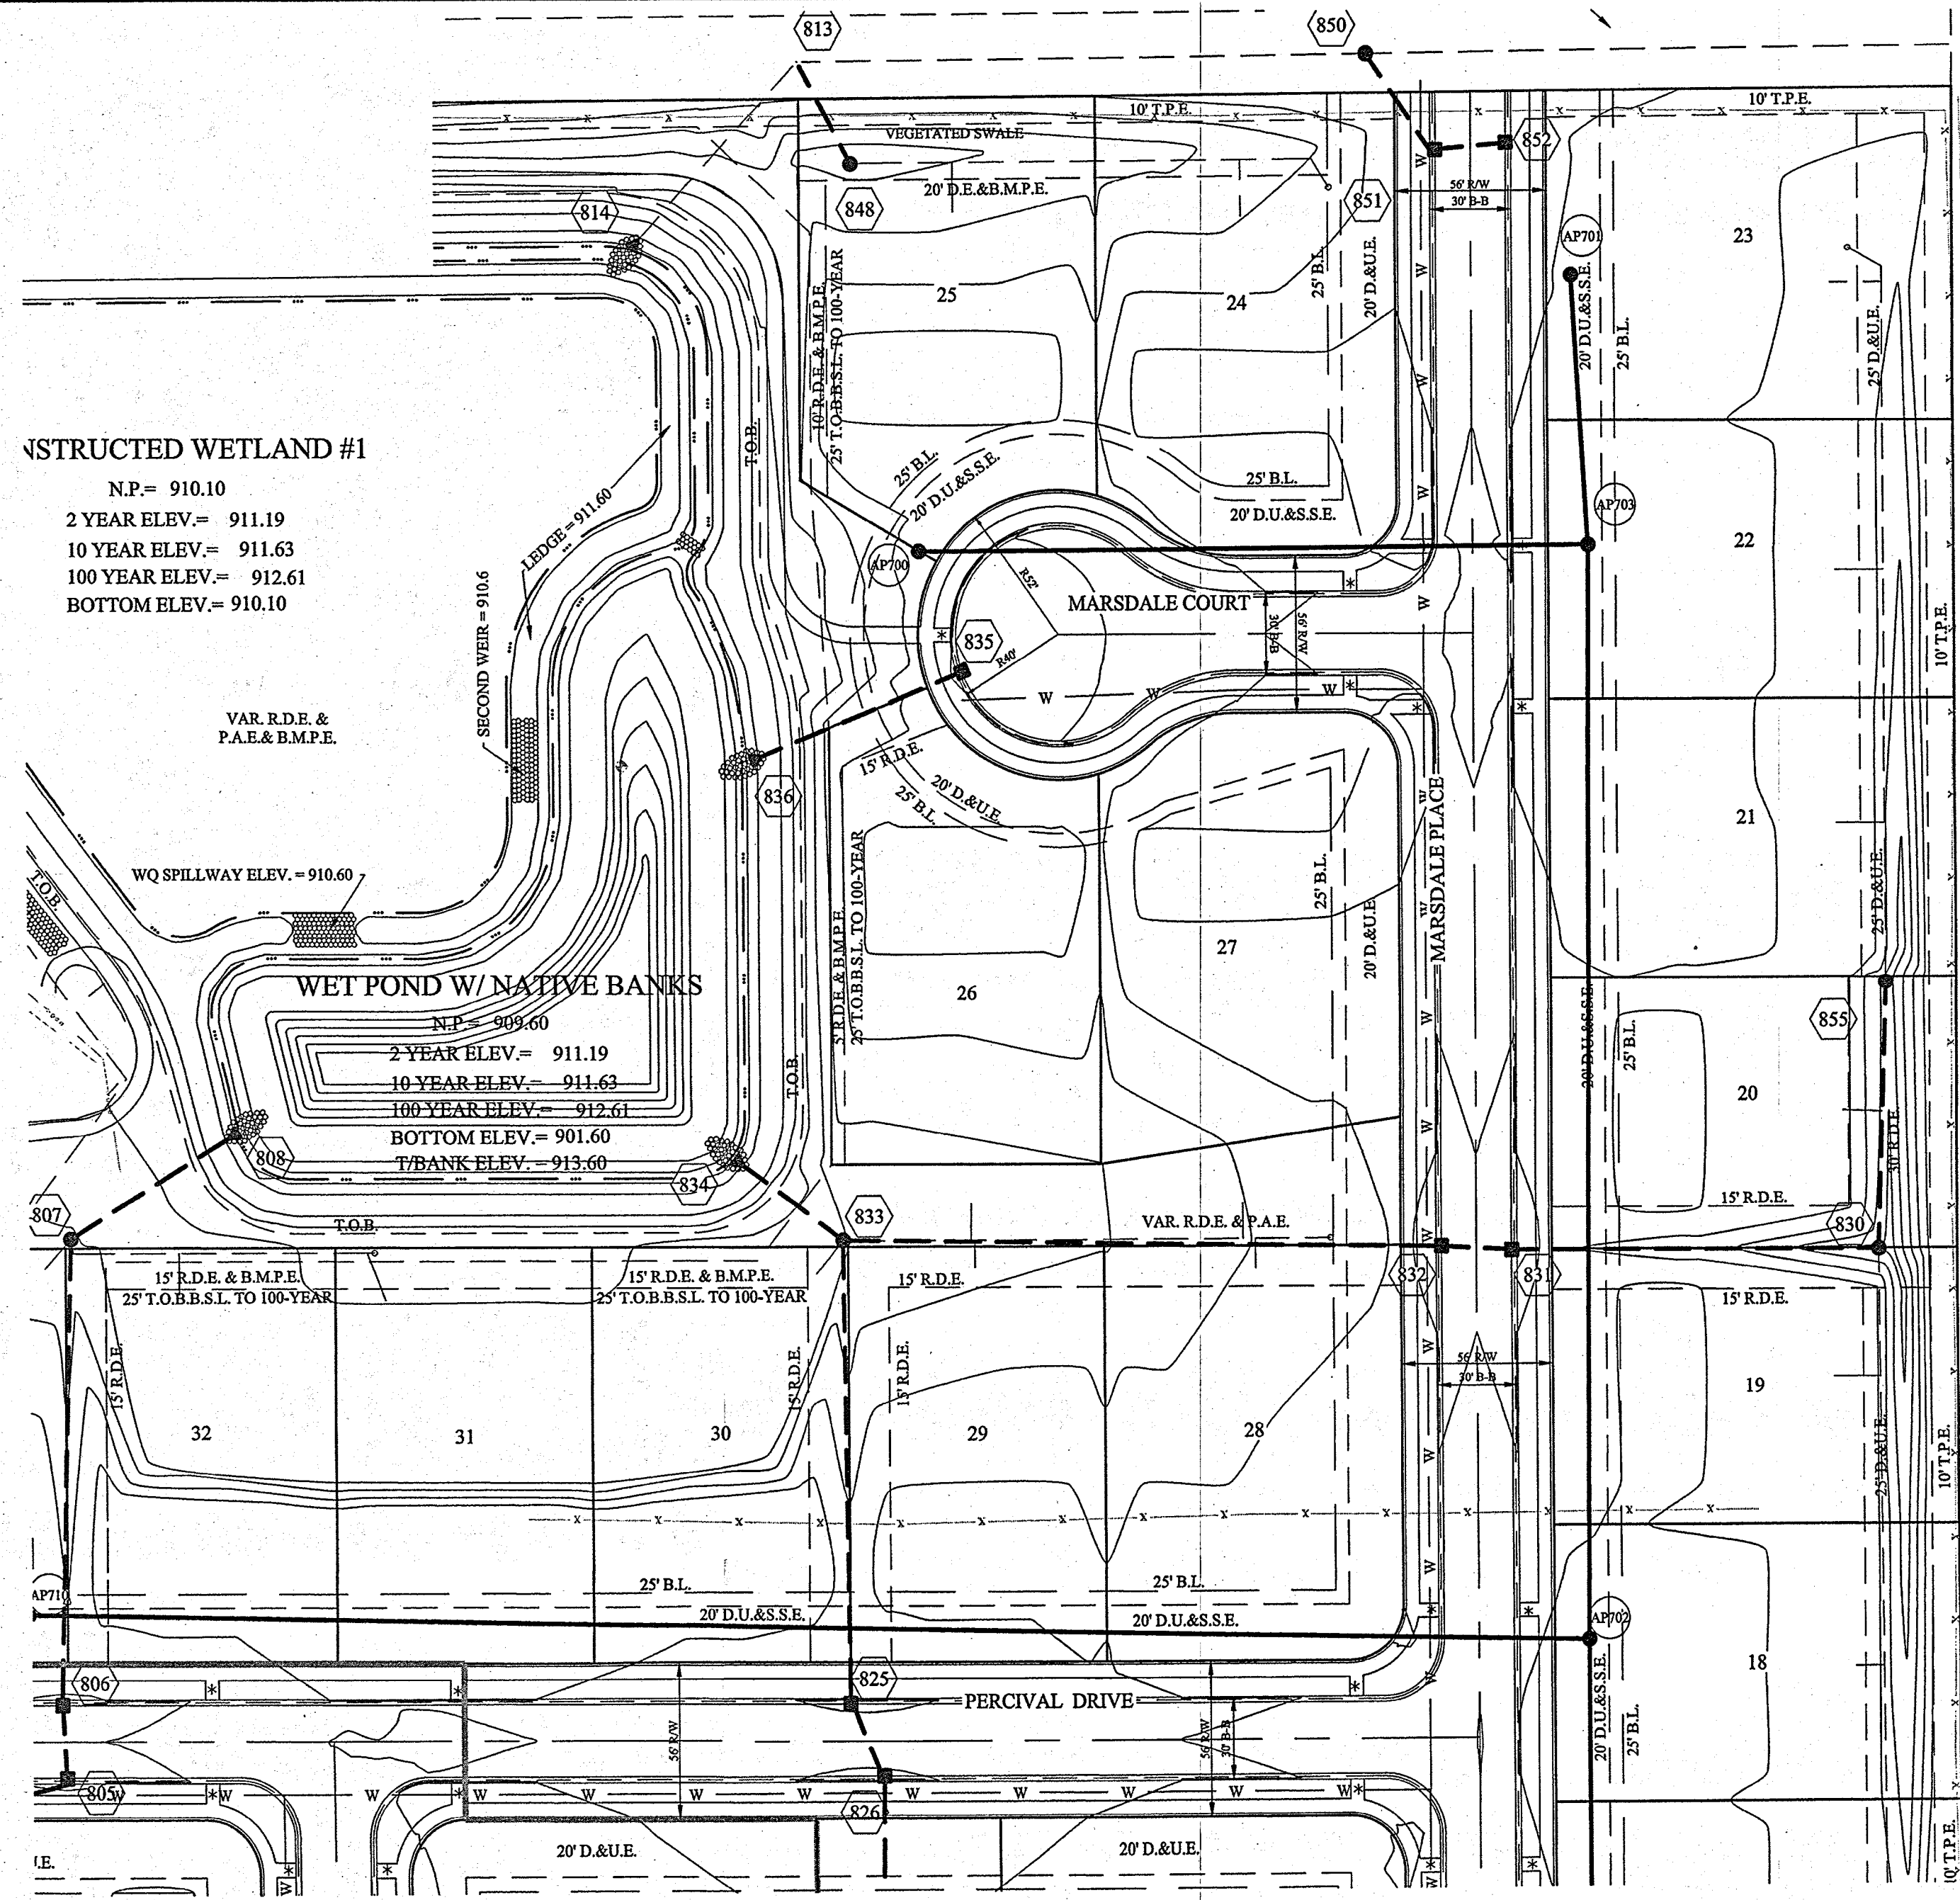 813
850
10' T.P.E.
10' T.P.E.
VEGETATED SWALE
852
20' D.E.&B.M.P.E.
56' R/W
30' B-B
814
848
851
AP701
23
25
24
10' R.D.E. & B.M.P.E.
25' T.O.B.B.S.L. TO 100-YEAR
25' B.L.
20' D.&U.E.
20' D.U.&S.S.E.
25' B.L.
25' D.&U.E.
T.O.B.
NSTRUCTED WETLAND #1
N.P.= 910.10
2 YEAR ELEV.= 911.19
10 YEAR ELEV.= 911.63
100 YEAR ELEV.= 912.61
BOTTOM ELEV.= 910.10
LEDGE = 911.60
25' B.L.
20' D.U.&S.S.E.
25' B.L.
20' D.U.&S.S.E.
AP703
22
AP700
R52'
MARSDALE COURT
30' B-B
56' R/W
SECOND WEIR = 910.6
835
R40'
W
W
W
10' T.P.E.
VAR. R.D.E. &
P.A.E.& B.M.P.E.
15' R.D.E.
836
20' D.&U.E.
25' B.L.
MARSDALE PLACE
21
WQ SPILLWAY ELEV. = 910.60
T.O.B.
5' R.D.E. & B.M.P.E.
25' T.O.B.B.S.L. TO 100-YEAR
25' B.L.
20' D.&U.E.
25' D.&U.E.
27
26
WET POND W/ NATIVE BANKS
N.P.= 909.60
2 YEAR ELEV.= 911.19
10 YEAR ELEV.= 911.63
100 YEAR ELEV.= 912.61
BOTTOM ELEV.= 901.60
T/BANK ELEV. = 913.60
T.O.B.
20' D.U.&S.S.E.
25' B.L.
855
20
30' R.D.E.
808
834
807
T.O.B.
833
VAR. R.D.E. & P.A.E.
15' R.D.E.
830
15' R.D.E. & B.M.P.E.
25' T.O.B.B.S.L. TO 100-YEAR
15' R.D.E. & B.M.P.E.
25' T.O.B.B.S.L. TO 100-YEAR
15' R.D.E.
832
831
15' R.D.E.
15' R.D.E.
15' R.D.E.
15' R.D.E.
56' R/W
30' B-B
19
32
31
30
29
28
25' D.&U.E.
10' T.P.E.
AP710
25' B.L.
25' B.L.
20' D.U.&S.S.E.
20' D.U.&S.S.E.
AP702
18
806
825
PERCIVAL DRIVE
56' R/W
56' R/W
30' B-B
20' D.U.&S.S.E.
25' B.L.
805
W
W
W
W
W
W
W
W
W
W
826
20' D.&U.E.
20' D.&U.E.
10' T.P.E.